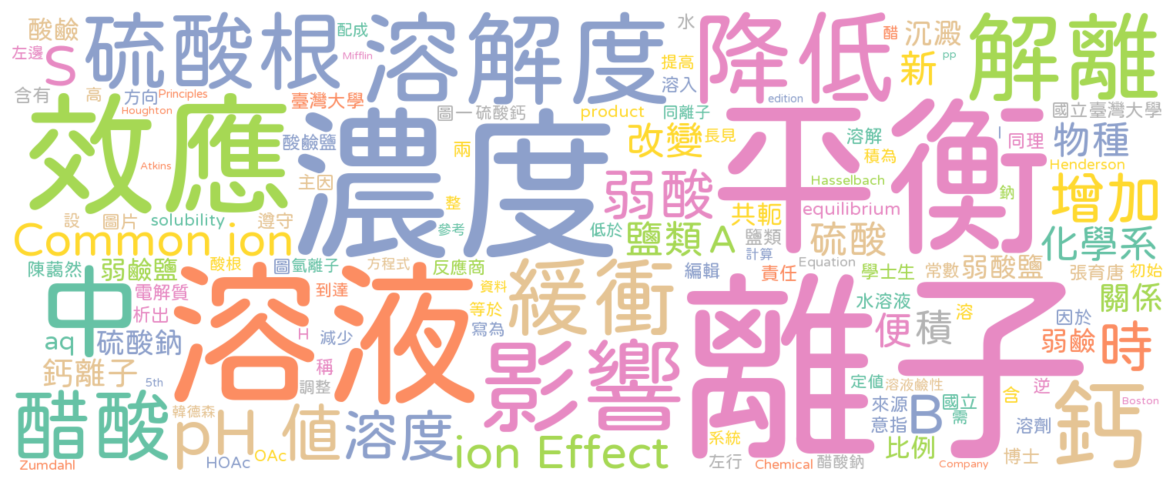 酸鹼
左邊
S
硫酸根
配成
Mifflin
溶解度
水
提高
溶入
降低
醋
沉澱
pp
新
解離
含有
高
方向
Principles
Houghton
臺灣大學
圖一
硫酸鈣
product
同離子
edition
國立臺灣大學
效應
Atkins
酸鹼鹽
主因
濃度
兩
整
參考
改變
長見
平衡
溶解
積為
l
同理
物種
Henderson
Hasselbach
鈉
增加
設
圖片
solubility
遵守
弱酸
低於
共軛
equilibrium
Common ion
鹽類
A
鹽類
計算
硫酸
化學系
陳藹然
弱鹼鹽
酸根
圖
氫離子
方程式
反應商
資料
編輯
責任
Equation
學士生
常數
弱酸鹽
張育唐
初始
中
電解質
析出
到達
溶液
緩衝
等於
寫為
離子
水溶液
便
積
溶
因於
關係
aq
硫酸鈉
H
減少
稱
調整
影響
弱鹼
時
鈣離子
5th
韓德森
定值
溶液鹼性
來源
意指
B
國立
需
含
逆
溶劑
鈣
Boston
醋酸
pH
值
HOAc
OAc
溶度
ion Effect
系統
左行
Chemical
醋酸鈉
比例
Company
博士
Zumdahl